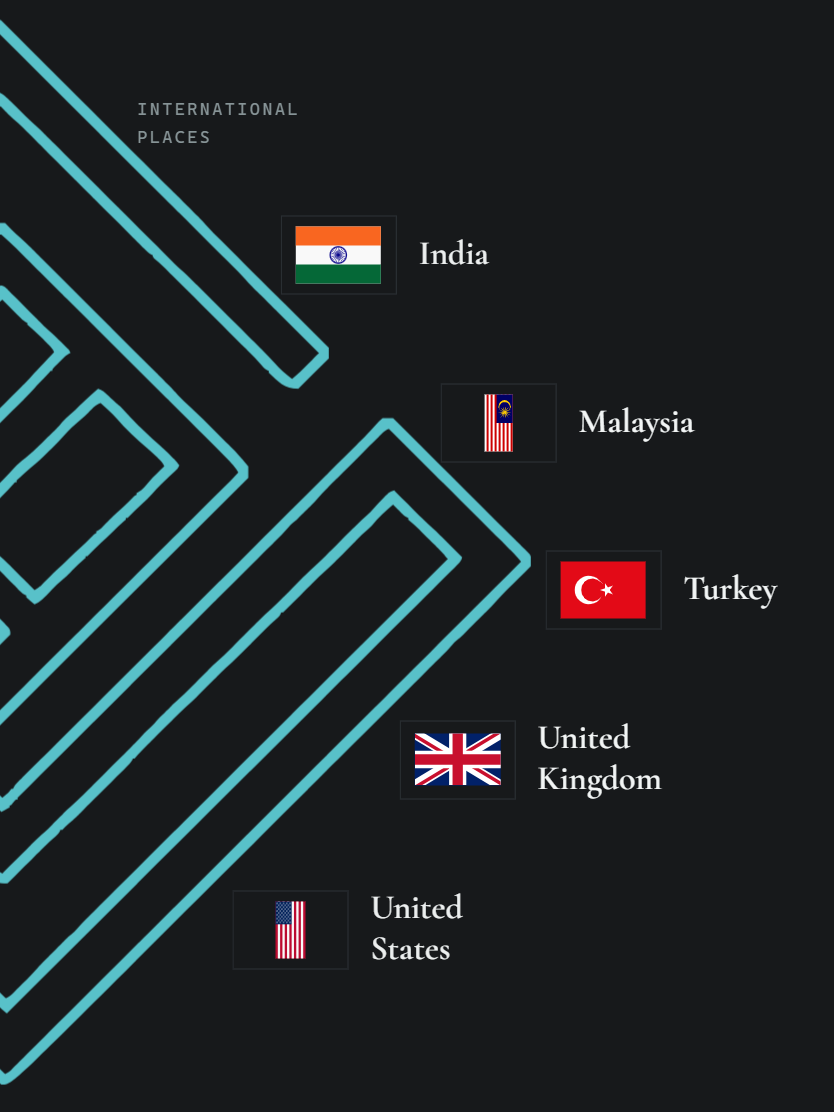 INTERNATIONAL
PLACES
India
Malaysia
Turkey
United
Kingdom
United
States